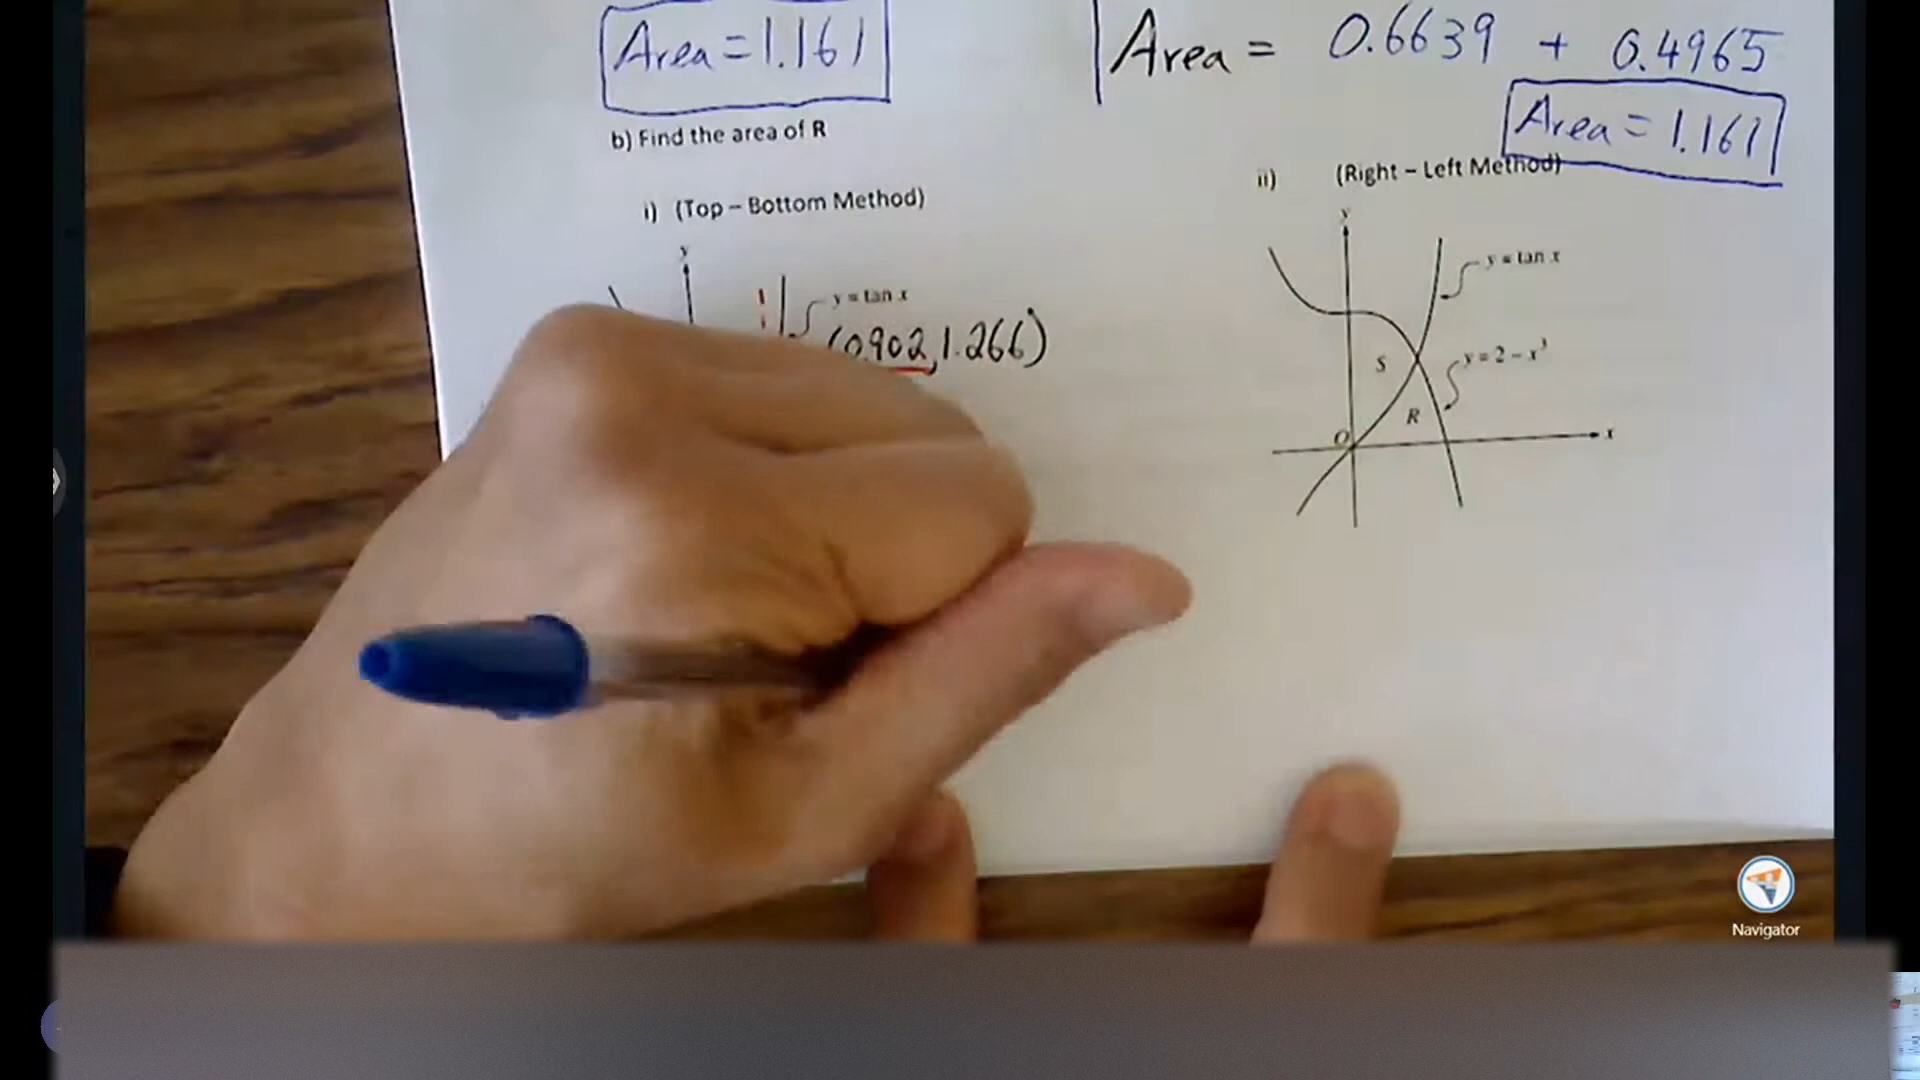 Area = 1.161
Area = 0.6639 + 0.4965
Area = 1.161
b) Find the area of R
i) (Top – Bottom Method)
ii) (Right – Left Method)
y
y = tan x
(0.902, 1.266)
y
y = tan x
S
y = 2 – x³
R
O
x
Navigator